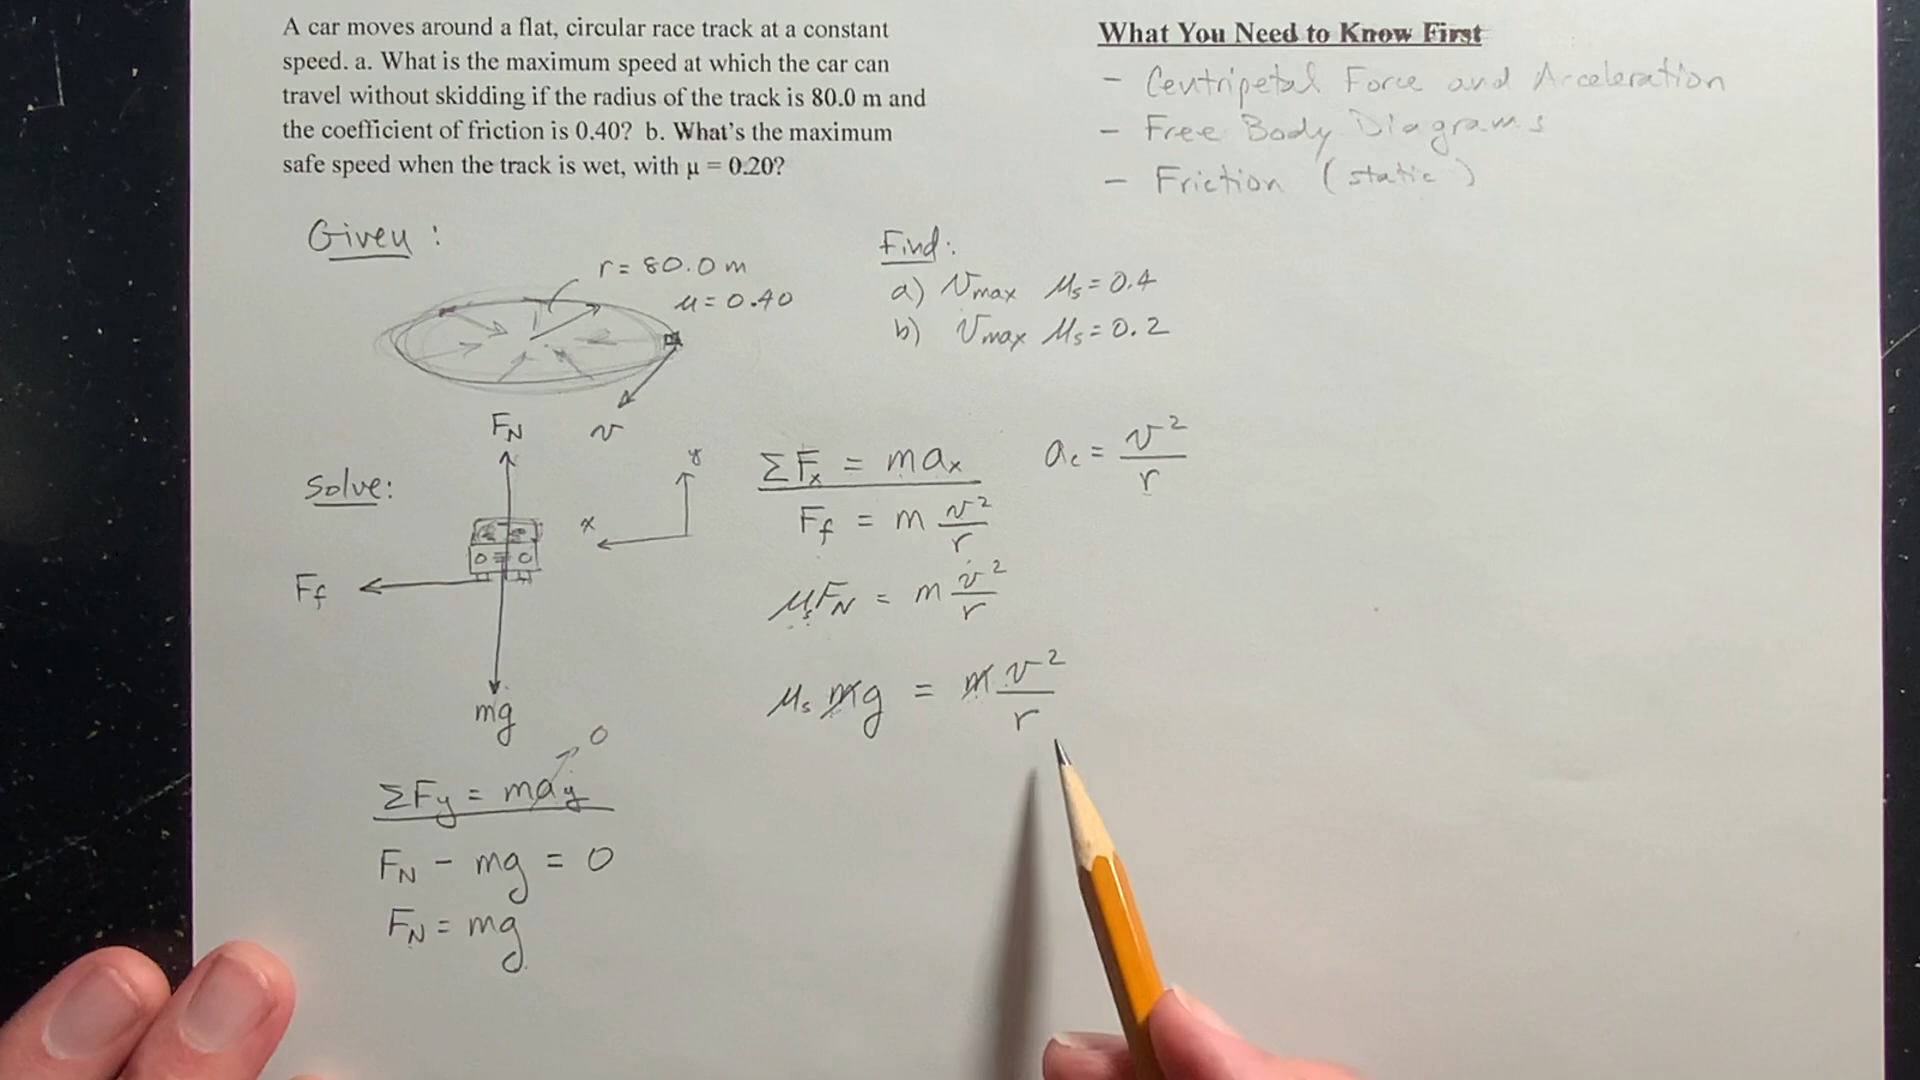 A car moves around a flat, circular race track at a constant
speed. a. What is the maximum speed at which the car can
travel without skidding if the radius of the track is 80.0 m and
the coefficient of friction is 0.40? b. What's the maximum
safe speed when the track is wet, with μ = 0.20?
What You Need to Know First
- Centripetal Force and Acceleration
- Free Body Diagrams
- Friction (static)
Given:
r = 80.0 m
μ = 0.40
v
Find:
a) vmax μs = 0.4
b) vmax μs = 0.2
Solve:
FN
Ff
mg
y
x
ΣFx = max
Ff = m v²/r
μsFN = m v²/r
μs mg = m v²/r
ac = v²/r
0
ΣFy = may
FN - mg = 0
FN = mg